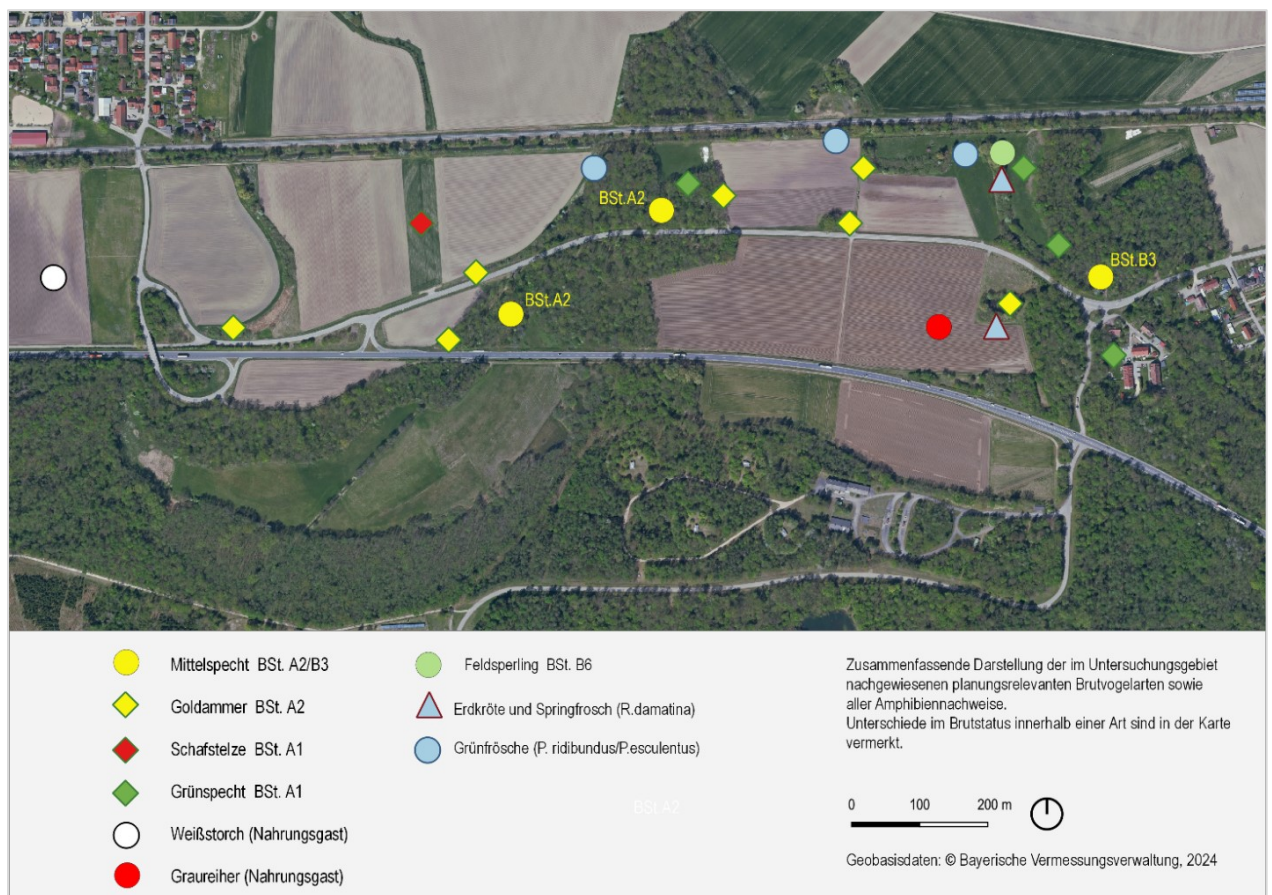 BSt.A2
BSt.B3
BSt.A2
Mittelspecht BSt. A2/B3
Goldammer BSt. A2
Schafstelze BSt. A1
Grünspecht BSt. A1
Weißstorch (Nahrungsgast)
Graureiher (Nahrungsgast)
Feldsperling BSt. B6
Erdkröte und Springfrosch (R.damatina)
Grünfrösche (P. ridibundus/P.esculentus)
BSt.A2
Zusammenfassende Darstellung der im Untersuchungsgebiet
nachgewiesenen planungsrelevanten Brutvogelarten sowie
aller Amphibiennachweise.
Unterschiede im Brutstatus innerhalb einer Art sind in der Karte
vermerkt.
0 100 200 m
Geobasisdaten: © Bayerische Vermessungsverwaltung, 2024